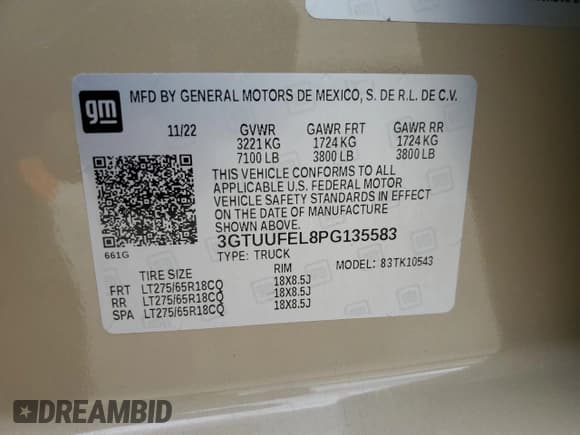 gm
MFD BY GENERAL MOTORS DE MEXICO, S. DE R.L. DE C.V.
11/22 GVWR GAWR FRT GAWR RR
3221 KG 1724 KG 1724 KG
7100 LB 3800 LB 3800 LB
THIS VEHICLE CONFORMS TO ALL
APPLICABLE U.S. FEDERAL MOTOR
VEHICLE SAFETY STANDARDS IN EFFECT
ON THE DATE OF MANUFACTURE
SHOWN ABOVE.
3GTUUFEL8PG135583
661G
TYPE: TRUCK MODEL: 83TK10543
TIRE SIZE RIM
FRT LT275/65R18CQ 18X8.5J
RR LT275/65R18CQ 18X8.5J
SPA LT275/65R18CQ 18X8.5J
DREAMBID